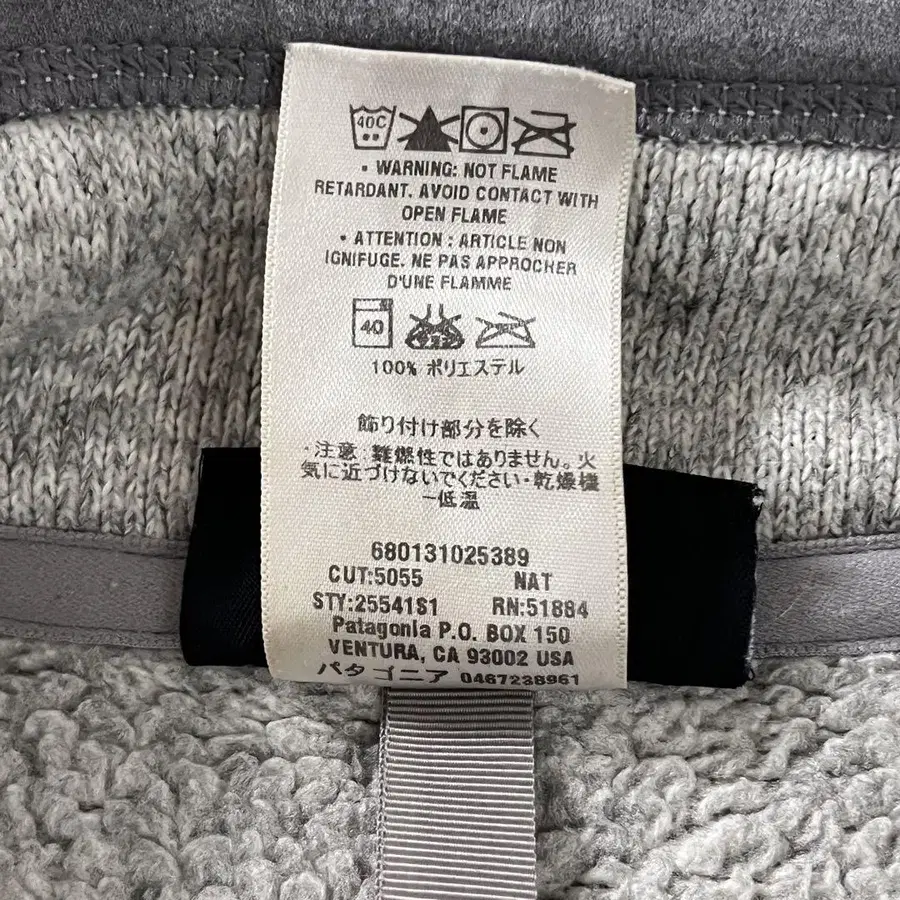 40C
• WARNING: NOT FLAME
RETARDANT. AVOID CONTACT WITH
OPEN FLAME
• ATTENTION : ARTICLE NON
IGNIFUGE. NE PAS APPROCHER
D'UNE FLAMME
40
100% ポリエステル
飾り付け部分を除く
・注意：難燃性ではありません。火
気に近づけないでください・乾燥機
ー低温
680131025389
CUT:5055 NAT
STY:25541S1 RN:51884
Patagonia P.O. BOX 150
VENTURA, CA 93002 USA
パタゴニア 0467238961